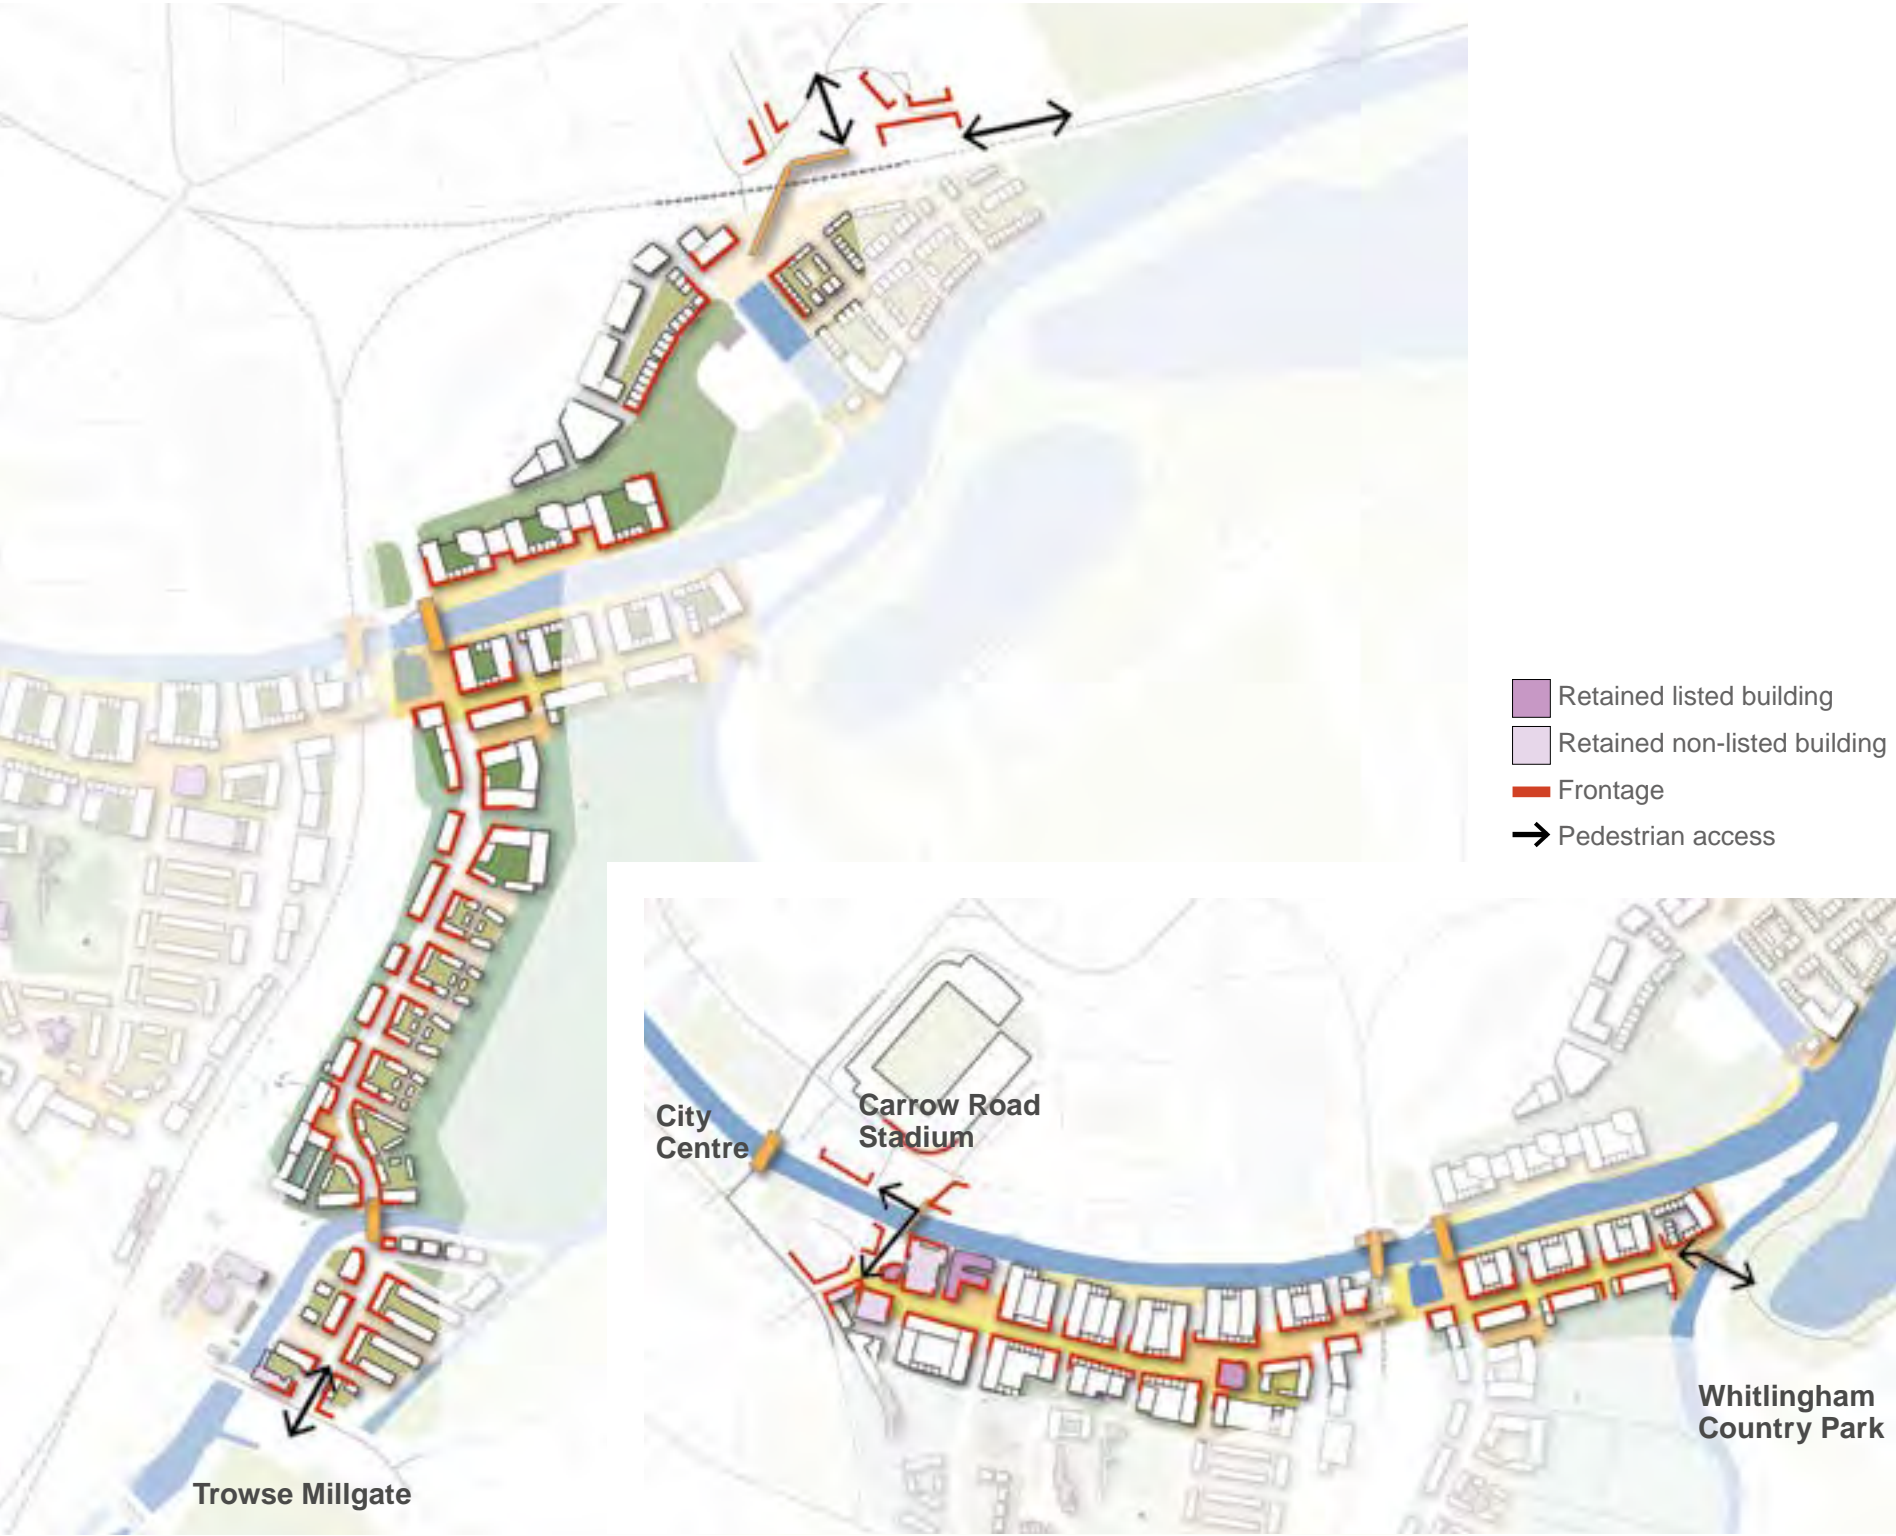 Retained listed building
Retained non-listed building
Frontage
Pedestrian access
City
Centre
Carrow Road
Stadium
Whitlingham
Country Park
Trowse Millgate